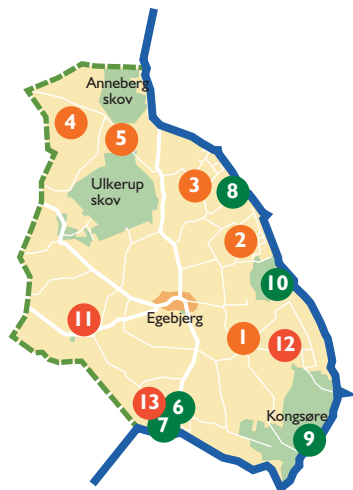 Anneberg
skov
4
5
3
8
Ulkerup
skov
2
10
11
Egebjerg
1
12
13
6
7
Kongsøre
9